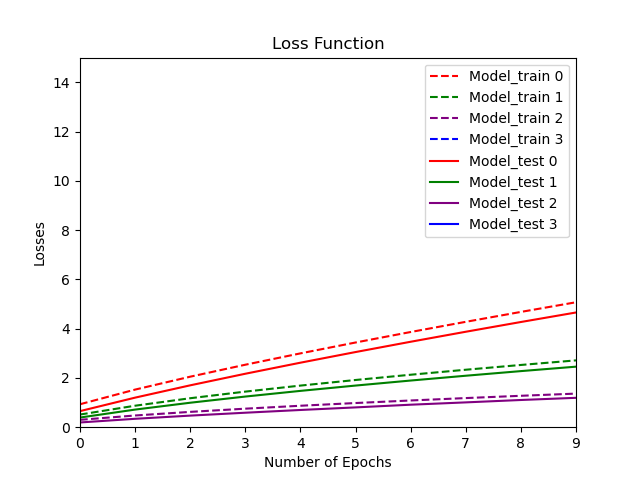 Loss Function
14
12
10
8
6
4
2
0
Losses
Model_train 0
Model_train 1
Model_train 2
Model_train 3
Model_test 0
Model_test 1
Model_test 2
Model_test 3
0 1 2 3 4 5 6 7 8 9
Number of Epochs